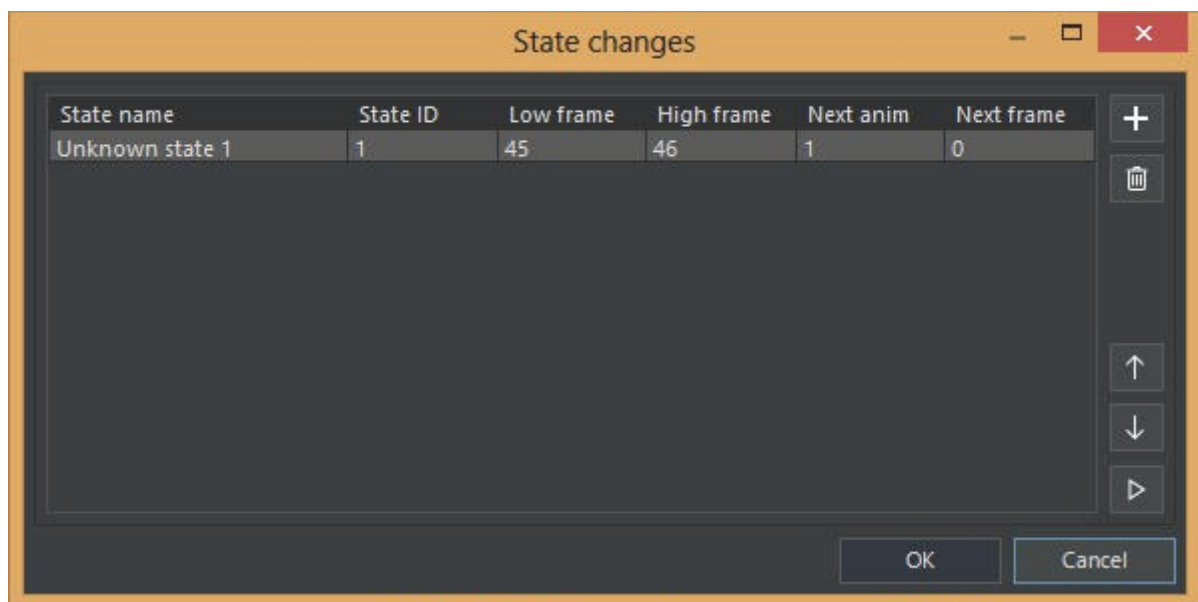 State changes
State name State ID Low frame High frame Next anim Next frame
Unknown state 1 1 45 46 1 0
OK Cancel